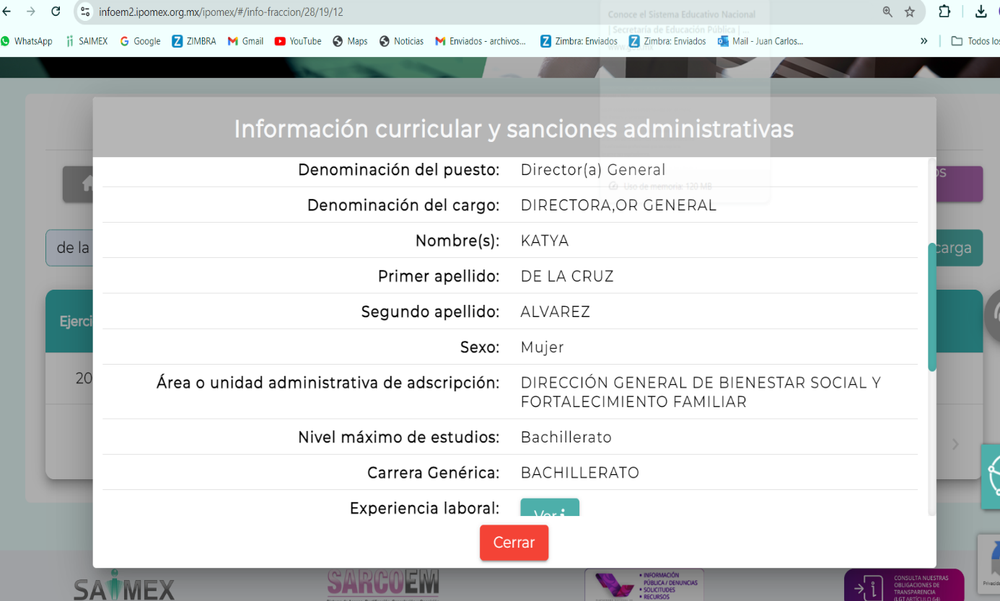 infoem2.ipomex.org.mx/ipomex/#/info-fraccion/28/19/12
Conoce el Sistema Educativo Nacional
| Secretaría de Educación Pública | ...
WhatsApp SAIMEX Google ZIMBRA Gmail YouTube Maps Noticias Enviados - archivos... Zimbra: Enviados Zimbra: Enviados Mail - Juan Carlos... » Todos los
Información curricular y sanciones administrativas
Denominación del puesto: Director(a) General
Uso de memoria: 120 MB
Denominación del cargo: DIRECTORA,OR GENERAL
Nombre(s): KATYA
de la
carga
Primer apellido: DE LA CRUZ
Segundo apellido: ALVAREZ
Ejerci
Sexo: Mujer
20
Área o unidad administrativa de adscripción: DIRECCIÓN GENERAL DE BIENESTAR SOCIAL Y
FORTALECIMIENTO FAMILIAR
Nivel máximo de estudios: Bachillerato
Carrera Genérica: BACHILLERATO
Experiencia laboral: Ver
Cerrar
SAIMEX
SARCOEM
• INFORMACIÓN
PÚBLICA / DENUNCIAS
• SOLICITUDES
• RECURSOS
CONSULTA NUESTRAS
OBLIGACIONES DE
TRANSPARENCIA
(LGT ARTÍCULO 64)
Privacidad